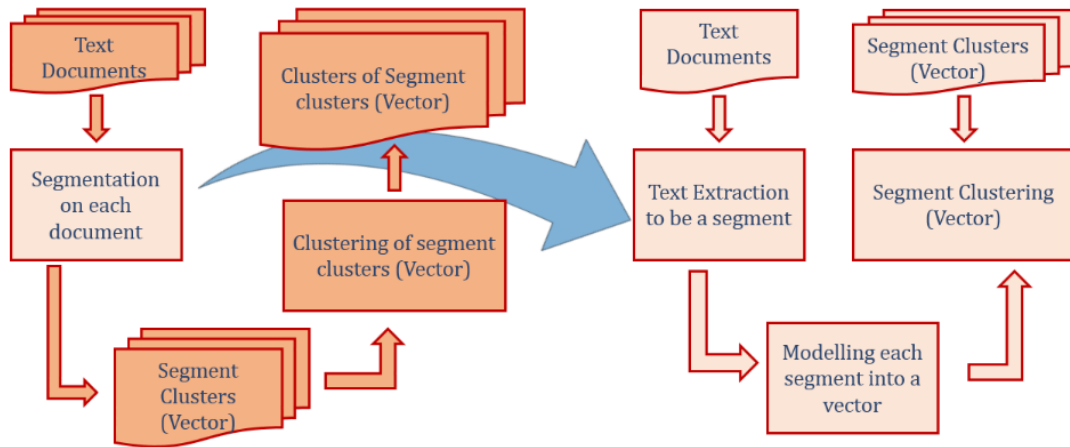 Text
Documents
Segmentation
on each
document
Segment
Clusters
(Vector)
Clustering of segment
clusters (Vector)
Clusters of Segment
clusters (Vector)
Text
Documents
Text Extraction
to be a segment
Modelling each
segment into a
vector
Segment Clustering
(Vector)
Segment Clusters
(Vector)